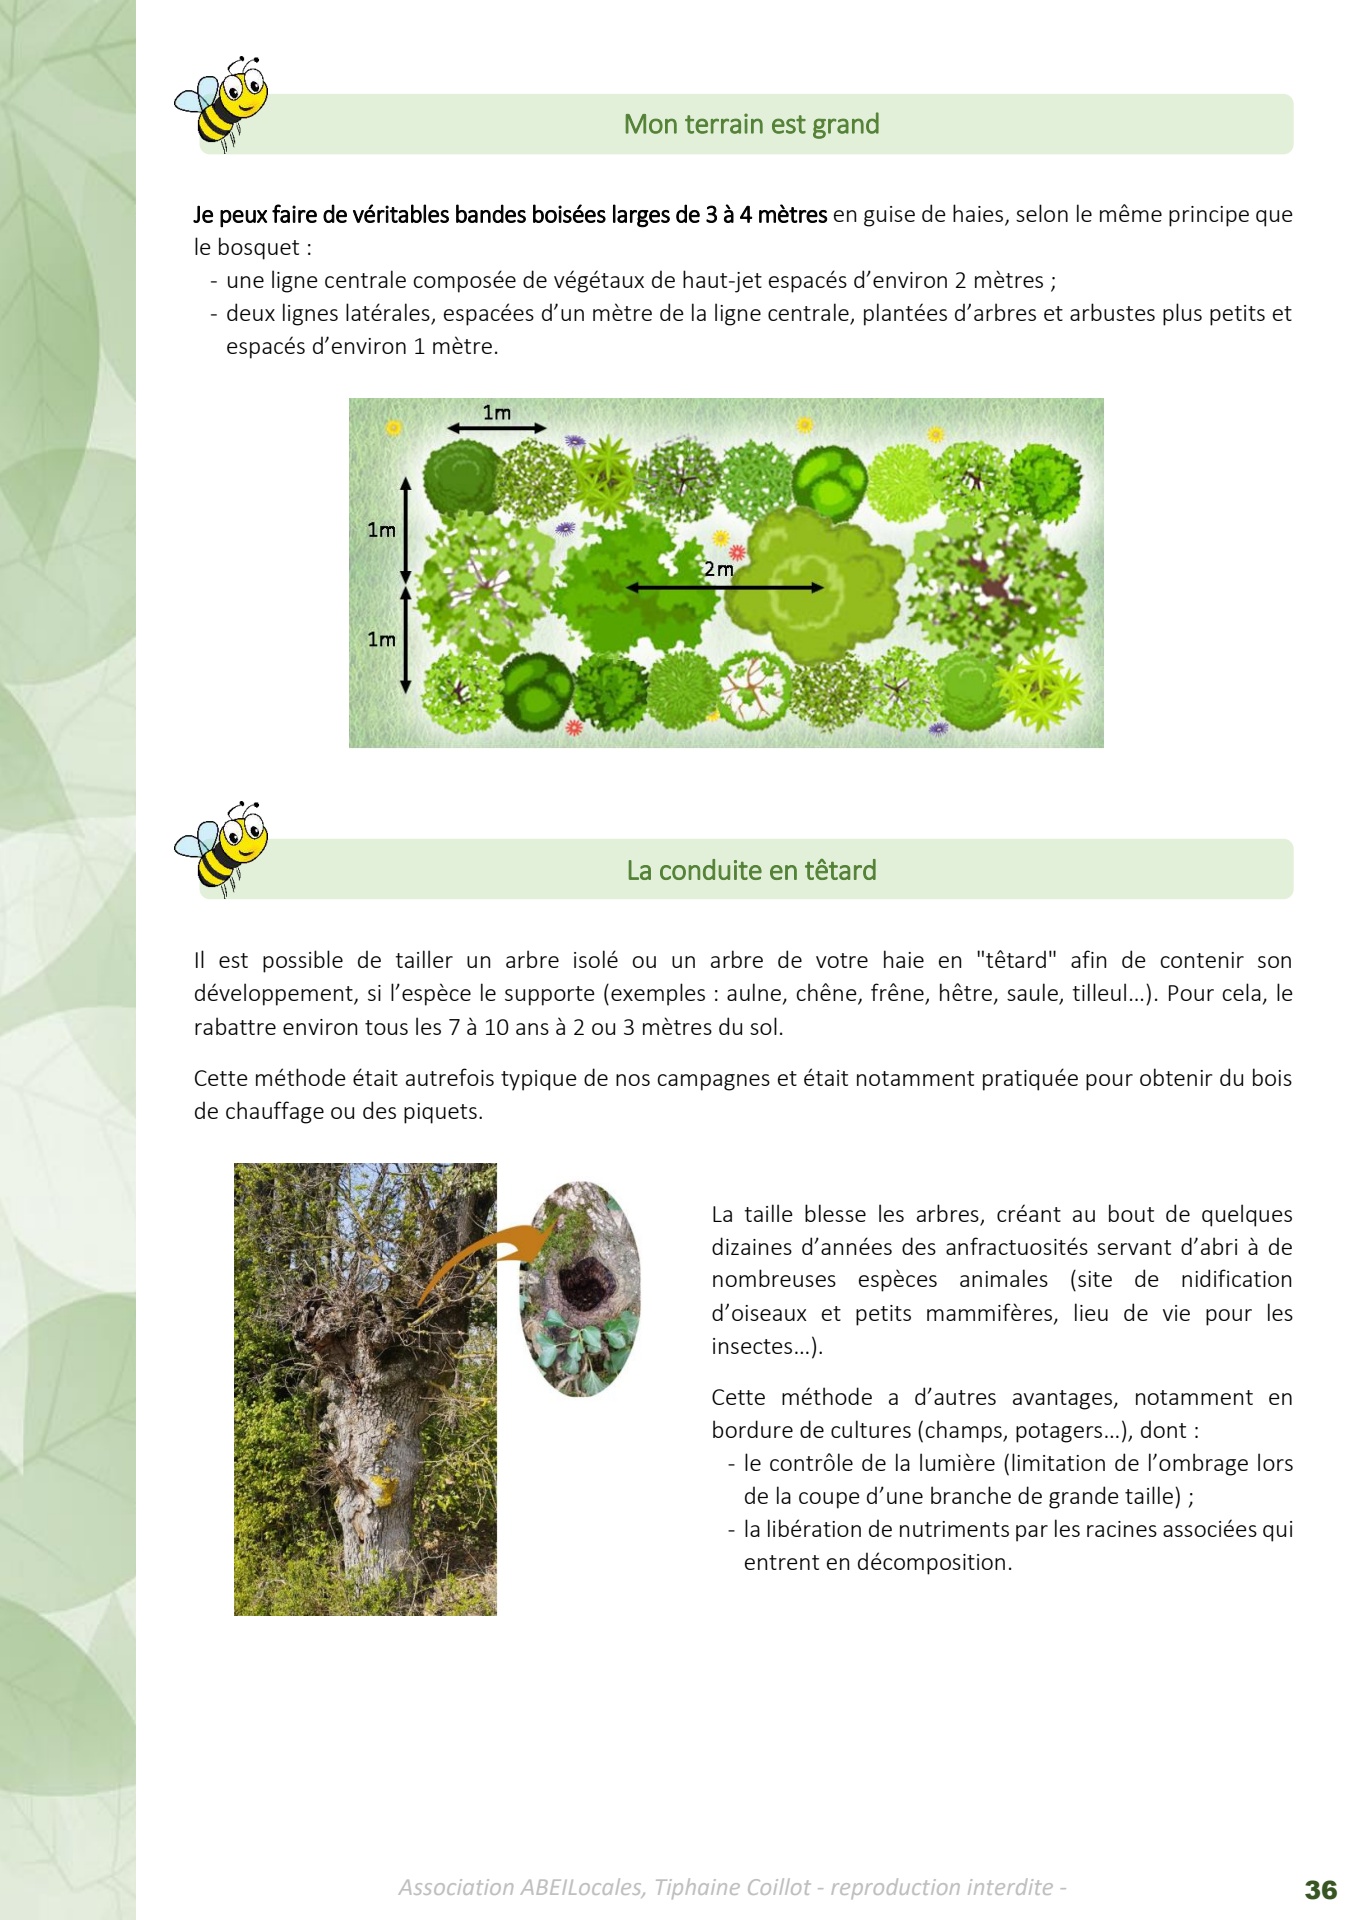 Mon terrain est grand
Je peux faire de véritables bandes boisées larges de 3 à 4 mètres en guise de haies, selon le même principe que
le bosquet :
- une ligne centrale composée de végétaux de haut-jet espacés d’environ 2 mètres ;
- deux lignes latérales, espacées d’un mètre de la ligne centrale, plantées d’arbres et arbustes plus petits et
espacés d’environ 1 mètre.
1m
1m
2m
1m
La conduite en têtard
Il est possible de tailler un arbre isolé ou un arbre de votre haie en "têtard" afin de contenir son
développement, si l’espèce le supporte (exemples : aulne, chêne, frêne, hêtre, saule, tilleul…). Pour cela, le
rabattre environ tous les 7 à 10 ans à 2 ou 3 mètres du sol.
Cette méthode était autrefois typique de nos campagnes et était notamment pratiquée pour obtenir du bois
de chauffage ou des piquets.
La taille blesse les arbres, créant au bout de quelques
dizaines d’années des anfractuosités servant d’abri à de
nombreuses espèces animales (site de nidification
d’oiseaux et petits mammifères, lieu de vie pour les
insectes…).
Cette méthode a d’autres avantages, notamment en
bordure de cultures (champs, potagers…), dont :
- le contrôle de la lumière (limitation de l’ombrage lors
de la coupe d’une branche de grande taille) ;
- la libération de nutriments par les racines associées qui
entrent en décomposition.
Association ABEILocales, Tiphaine Coillot - reproduction interdite -
36